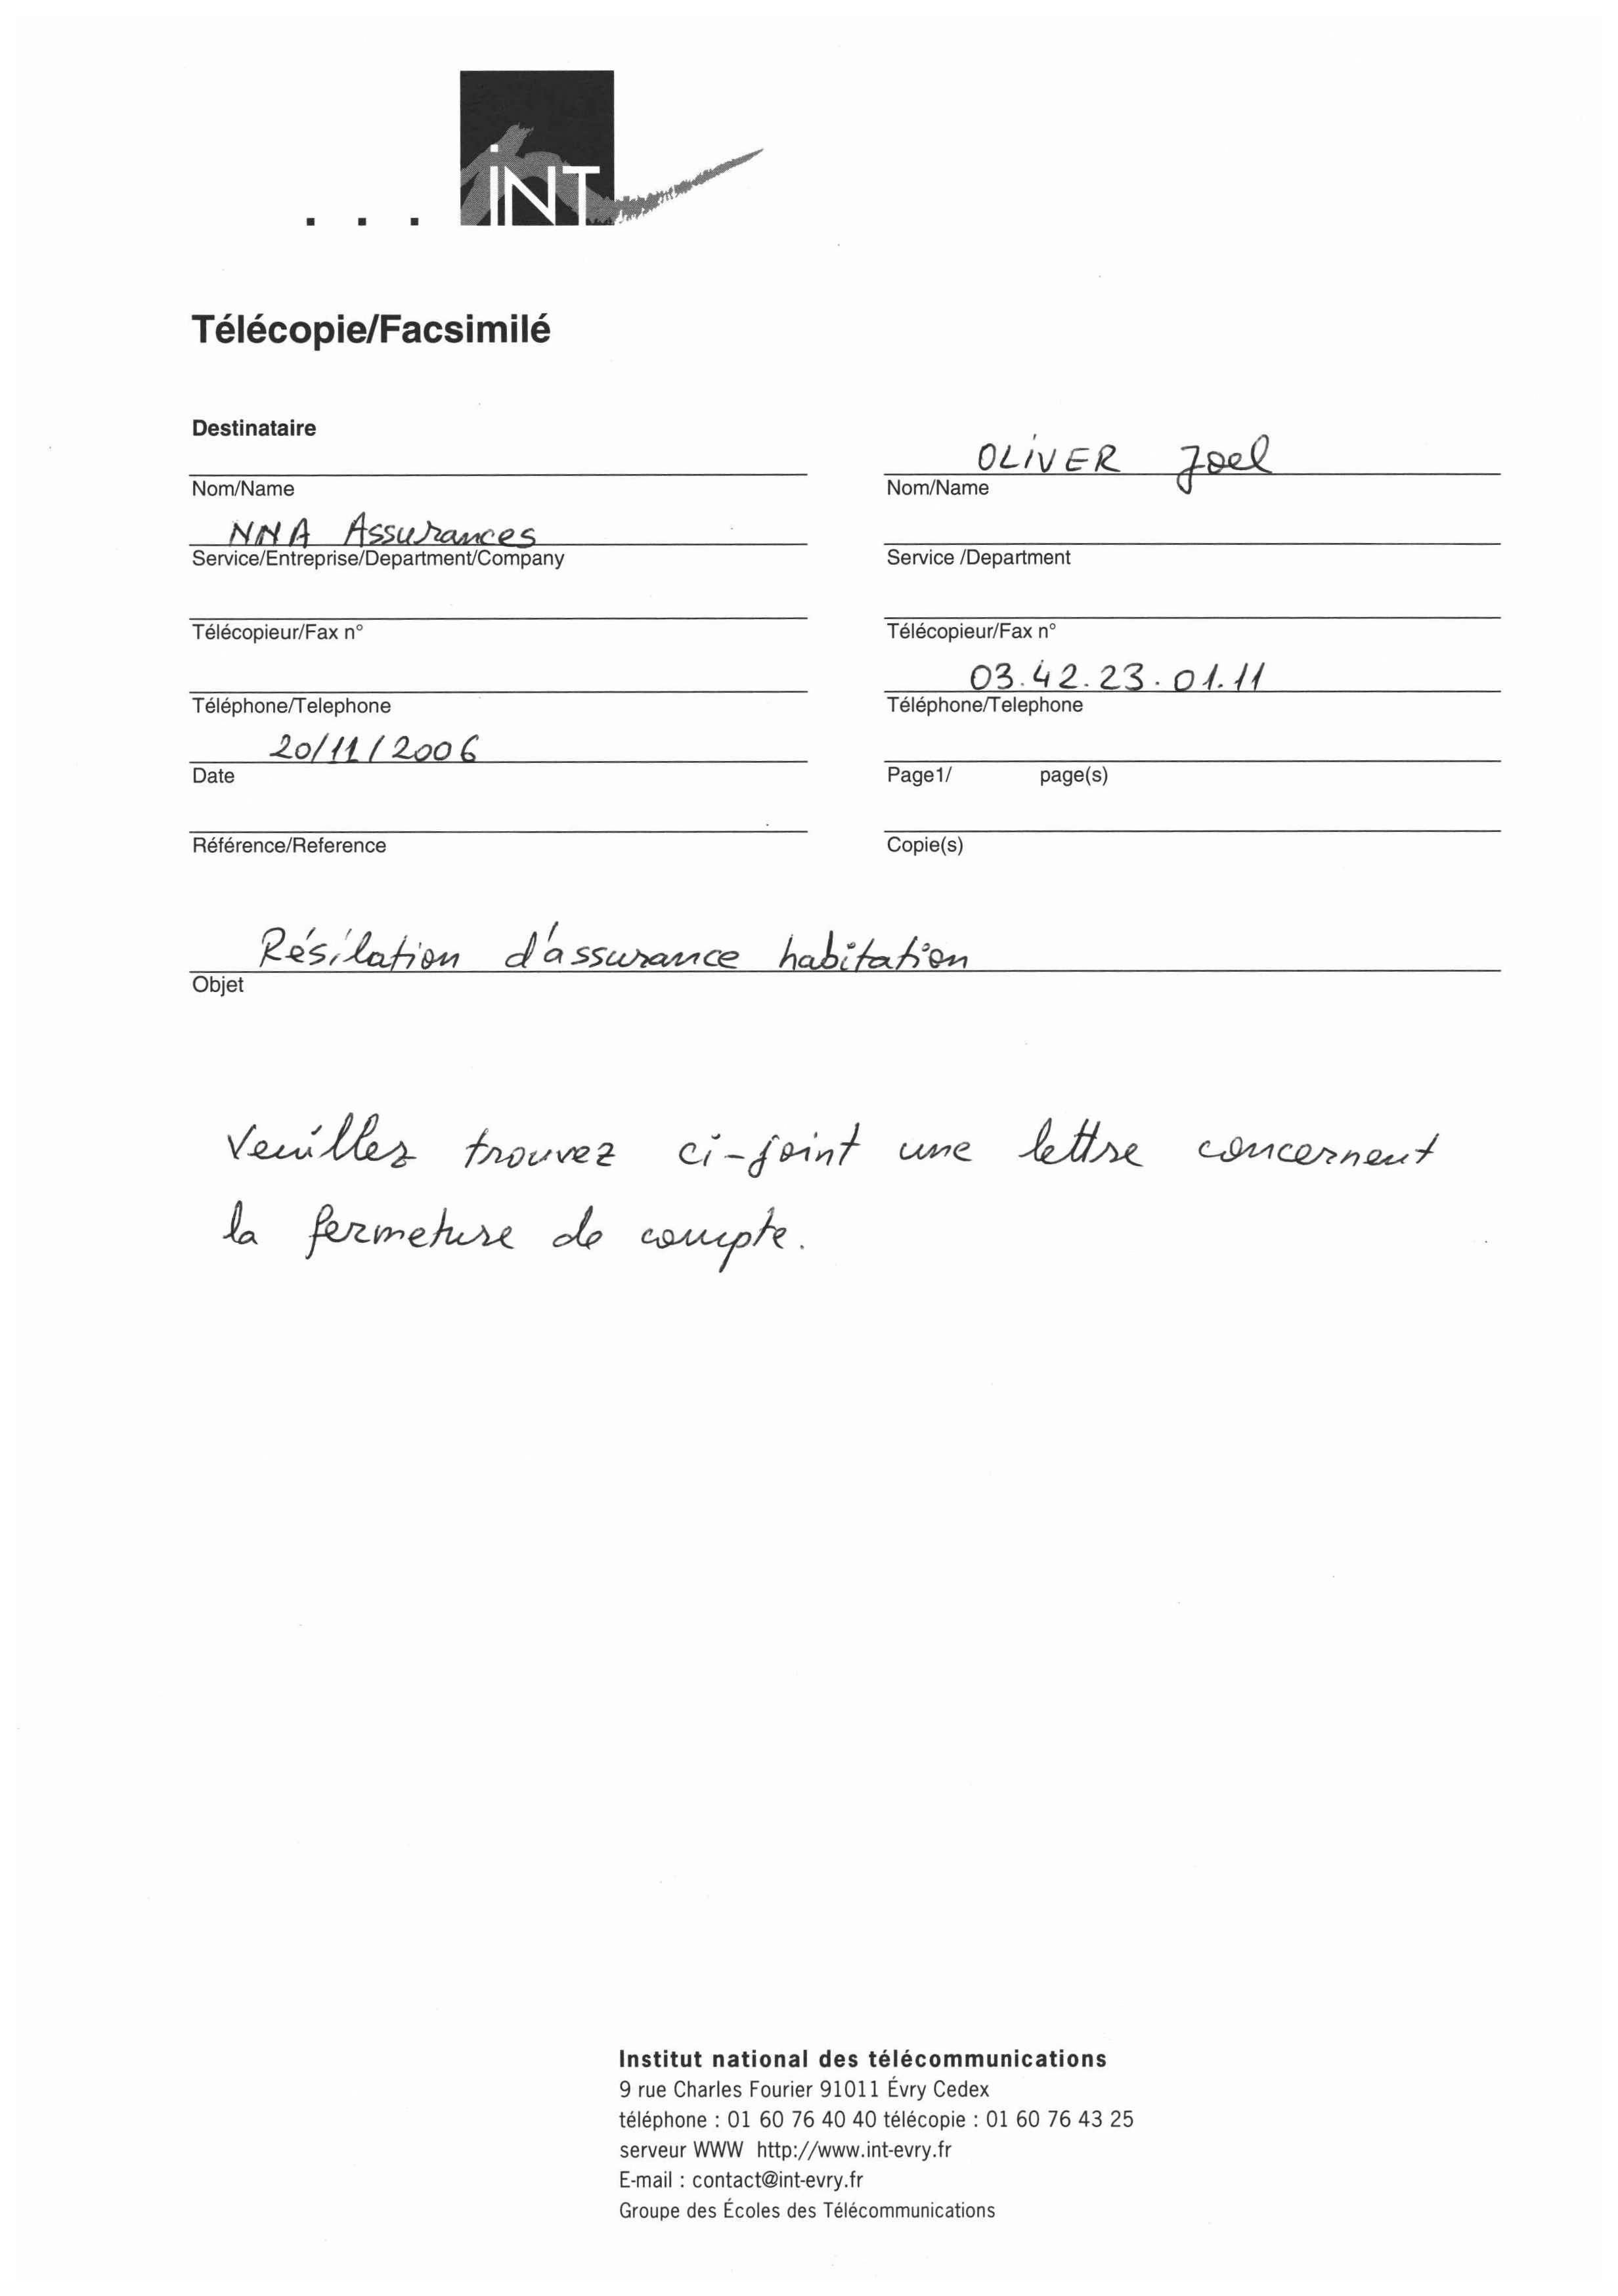 iNT
Télécopie/Facsimilé
Destinataire
Nom/Name
NNA Assurances
Service/Entreprise/Department/Company
Télécopieur/Fax n°
Téléphone/Telephone
20/11/2006
Date
Référence/Reference
OLiVER Joel
Nom/Name
Service /Department
Télécopieur/Fax n°
03.42.23.01.11
Téléphone/Telephone
Page1/ page(s)
Copie(s)
Résilation d'assurance habitation
Objet
Veuillez trouvez ci-joint une lettre concernent
la fermeture de compte.
Institut national des télécommunications
9 rue Charles Fourier 91011 Évry Cedex
téléphone : 01 60 76 40 40 télécopie : 01 60 76 43 25
serveur WWW http://www.int-evry.fr
E-mail : contact@int-evry.fr
Groupe des Écoles des Télécommunications